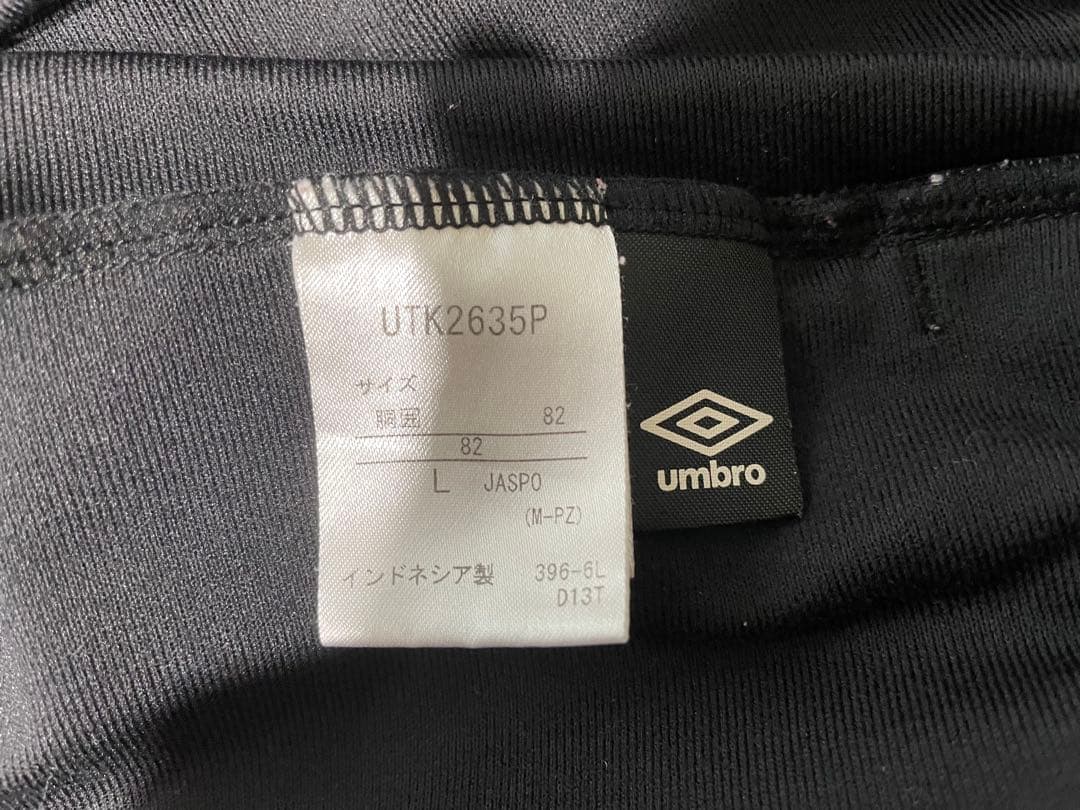 UTK2635P
サイズ
胴囲 82
82
L JASPO
(M-PZ)
インドネシア製 396-6L
D13T
umbro